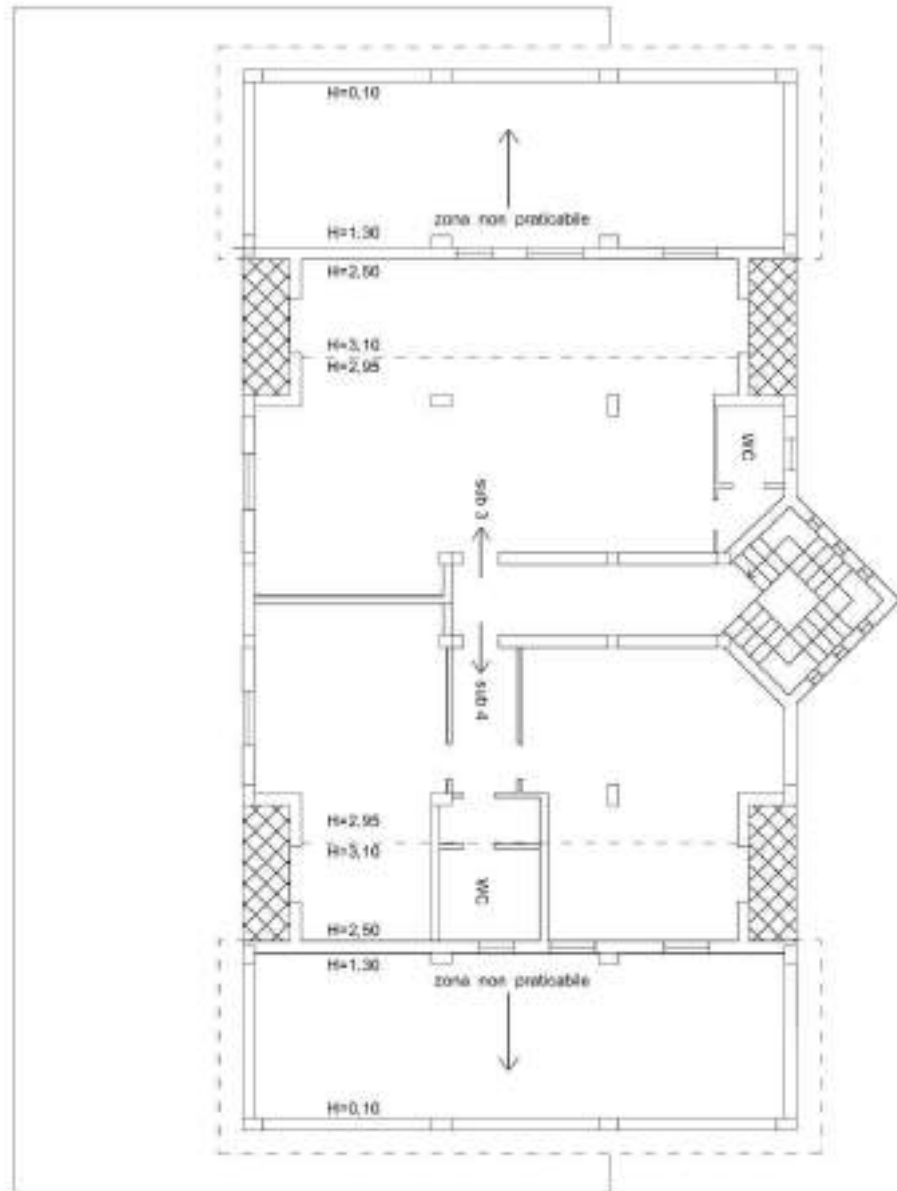 H=0,10
zona non praticabile
H=1,30
H=2,50
H=3,10
H=2,95
WC
sub 3
sub 4
H=2,95
H=3,10
WC
H=2,50
H=1,30
zona non praticabile
H=0,10